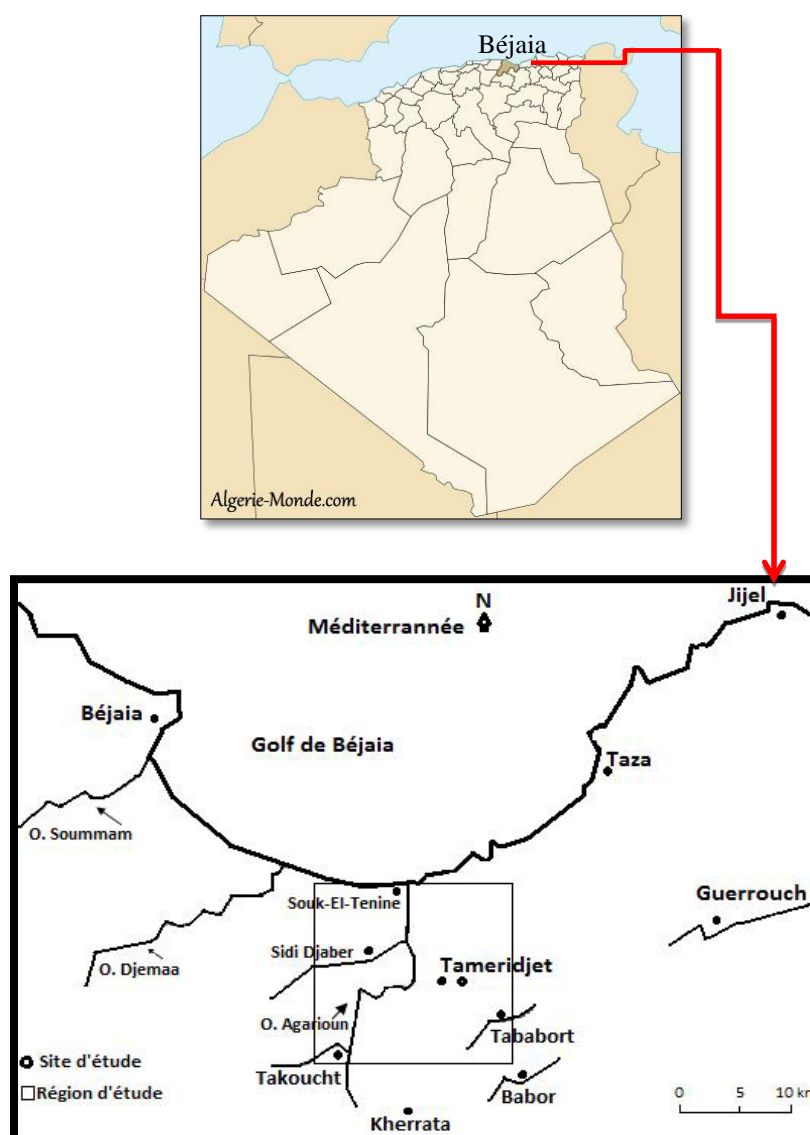 Béjaia
Algerie-Monde.com
Jijel
N
Méditerrannée
Béjaia
Golf de Béjaia
Taza
O. Soummam
Souk-El-Tenine
Guerrouch
Sidi Djaber
O. Djemaa
Tameridjet
O. Agarioun
Tababort
Site d'étude
Takoucht
Région d'étude
Babor
0 5 10 km
Kherrata